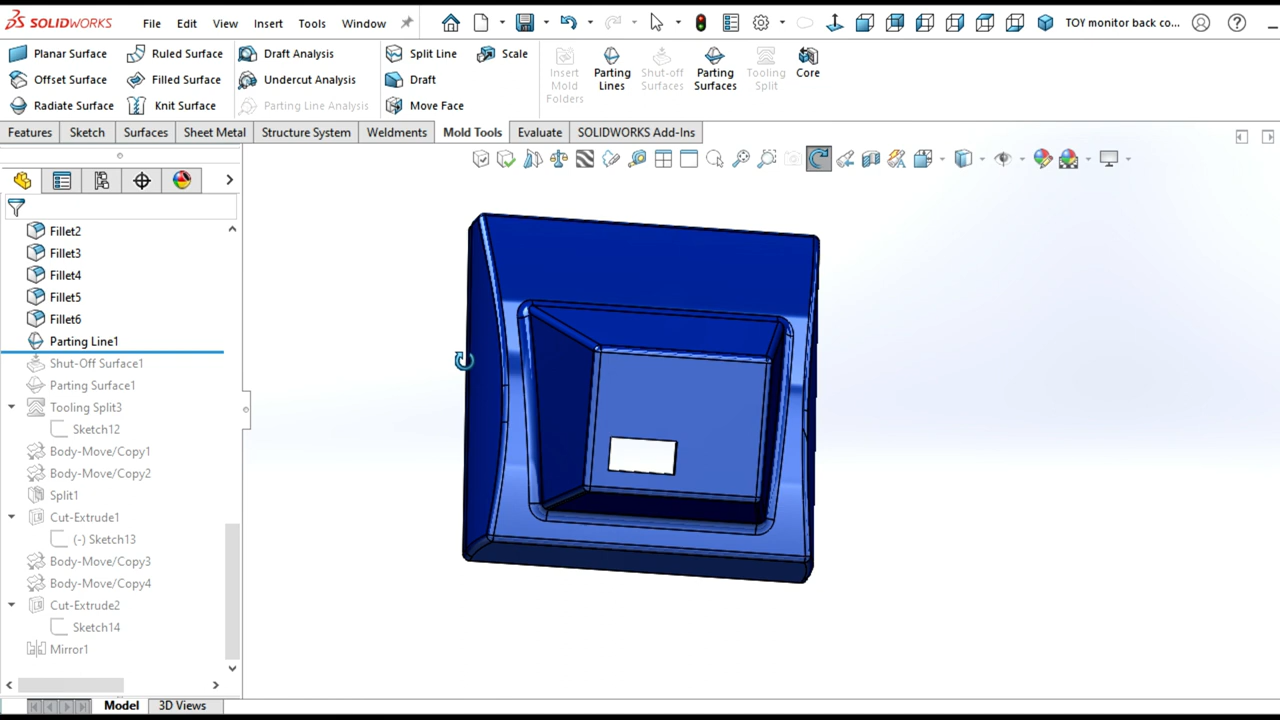 SOLIDWORKS File Edit View Insert Tools Window TOY monitor back co...
Planar Surface Ruled Surface Draft Analysis Split Line Scale
Offset Surface Filled Surface Undercut Analysis Draft
Radiate Surface Knit Surface Parting Line Analysis Move Face
Insert Mold Folders
Parting Lines
Shut-off Surfaces
Parting Surfaces
Tooling Split
Core
Features Sketch Surfaces Sheet Metal Structure System Weldments Mold Tools Evaluate SOLIDWORKS Add-Ins
Fillet2
Fillet3
Fillet4
Fillet5
Fillet6
Parting Line1
Shut-Off Surface1
Parting Surface1
Tooling Split3
Sketch12
Body-Move/Copy1
Body-Move/Copy2
Split1
Cut-Extrude1
(-) Sketch13
Body-Move/Copy3
Body-Move/Copy4
Cut-Extrude2
Sketch14
Mirror1
Model 3D Views